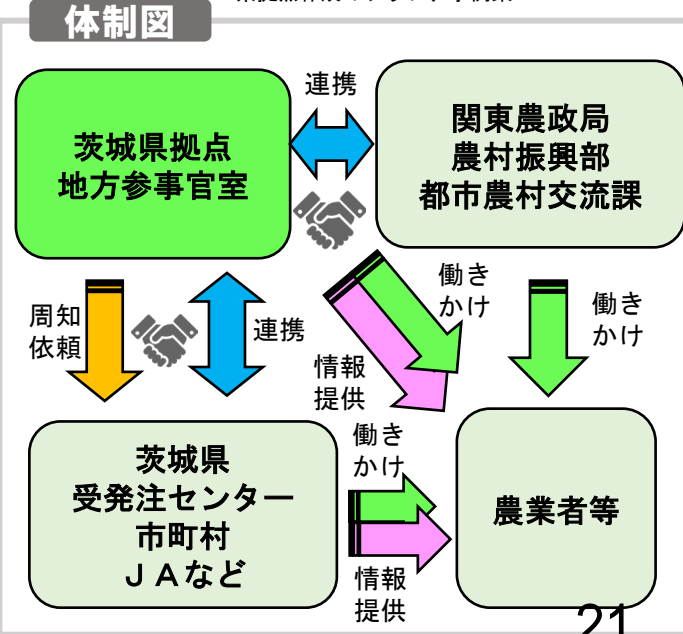 体制図
連携
茨城県拠点
地方参事官室
関東農政局
農村振興部
都市農村交流課
周知
依頼
連携
働き
かけ
情報
提供
働き
かけ
茨城県
受発注センター
市町村
ＪＡなど
働き
かけ
情報
提供
農業者等
21